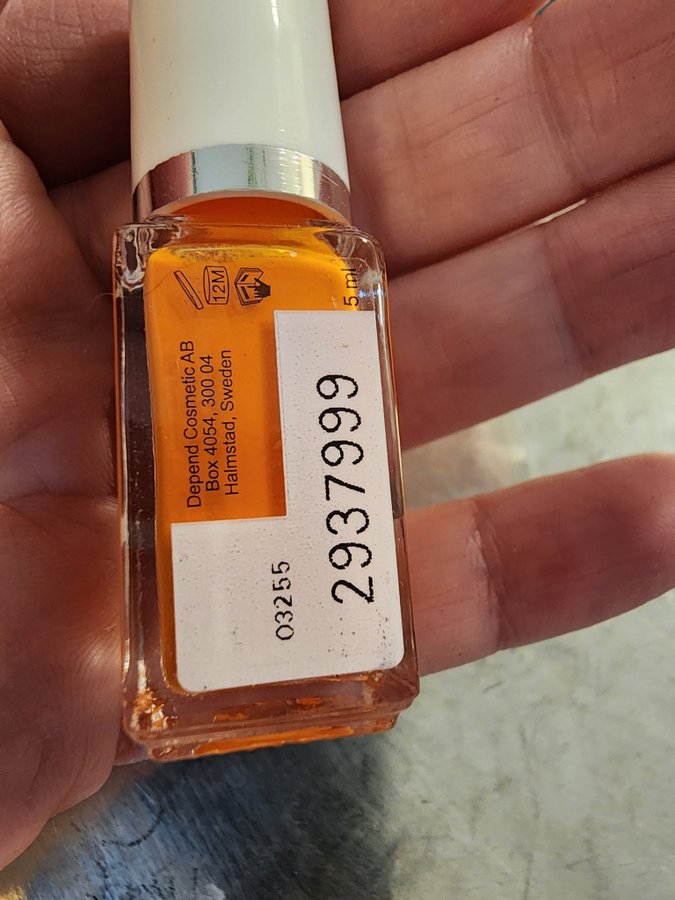 12M
5 ml
Depend Cosmetic AB
Box 4054, 300 04
Halmstad, Sweden
03255
2937999